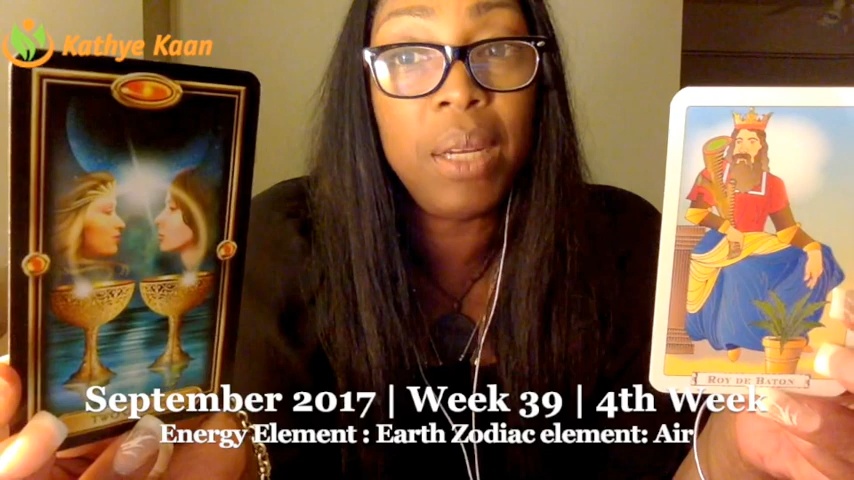 Kathye Kaan
ROY DE BATON
September 2017 | Week 39 | 4th Week
Energy Element : Earth Zodiac element: Air